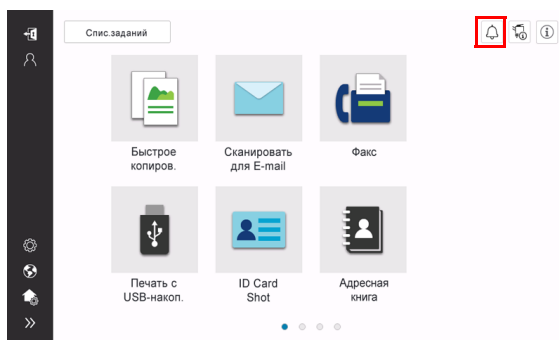 Спис.заданий
Быстрое
копиров.
Сканировать
для E-mail
Факс
Печать с
USB-накоп.
ID Card
Shot
Адресная
книга